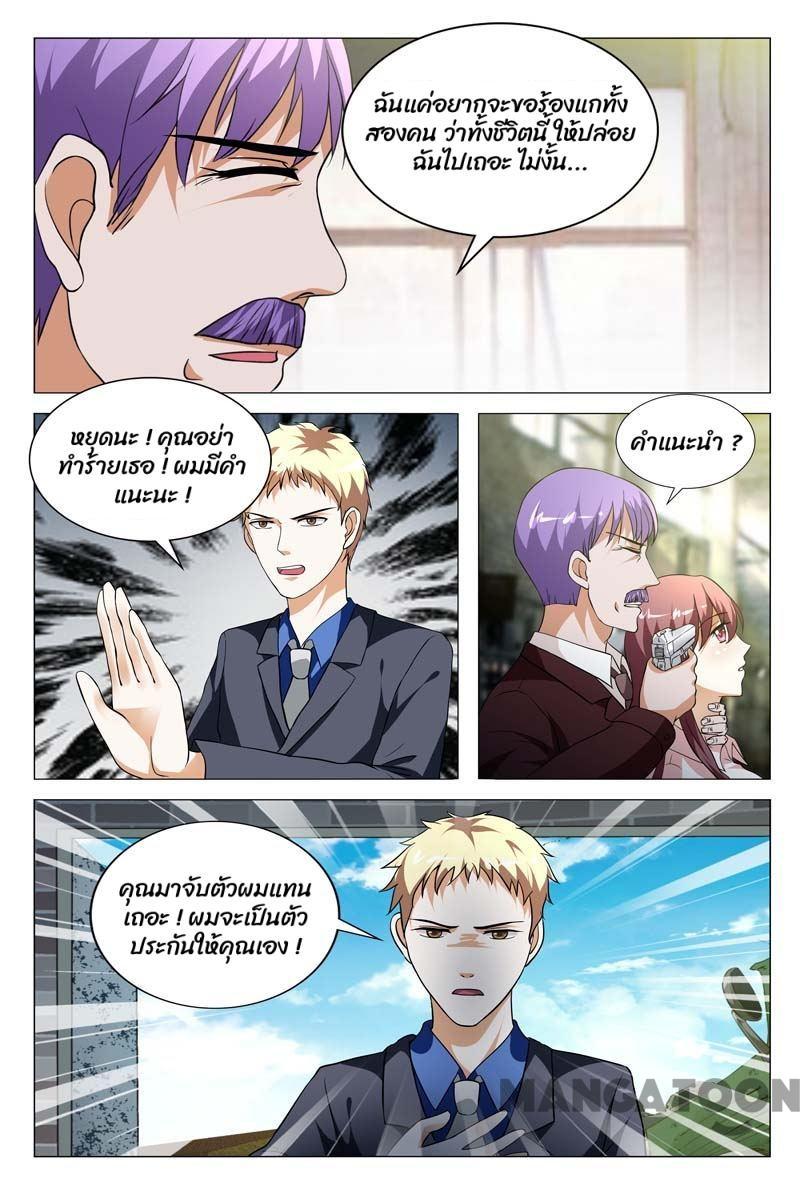 ฉันแค่อยากจะขอร้องแกทั้ง
สองคน ว่าทั้งชีวิตนี้ ให้ปล่อย
ฉันไปเถอะ ไม่งั้น...
หยุดนะ ! คุณอย่า
ทำร้ายเธอ ! ผมมีคำ
แนะนะ !
คำแนะนำ ?
คุณมาจับตัวผมแทน
เถอะ ! ผมจะเป็นตัว
ประกันให้คุณเอง !
MANGATOON